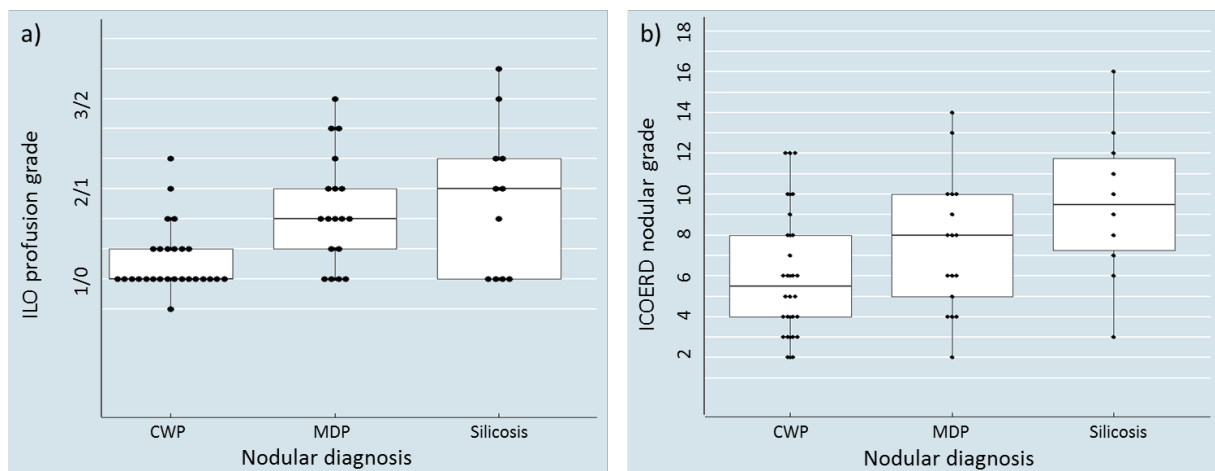 a)
ILO profusion grade
3/2
2/1
1/0
CWP
MDP
Silicosis
Nodular diagnosis
b)
ICOERD nodular grade
18
16
14
12
10
8
6
4
2
CWP
MDP
Silicosis
Nodular diagnosis